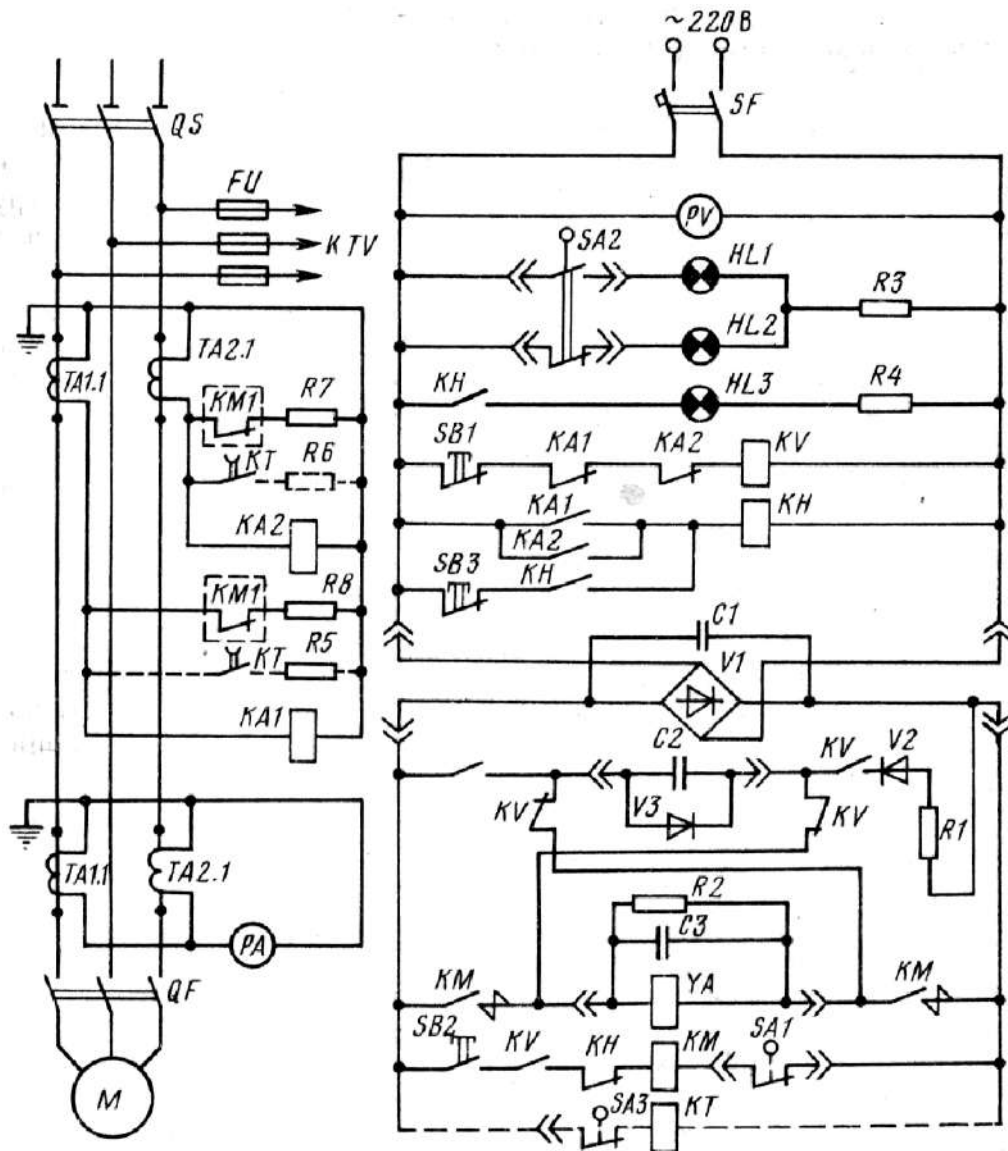 ~220В
SF
QS
FU
KTV
PV
SA2
HL1
HL2
R3
KH
HL3
R4
TA1.1
TA2.1
KM1
R7
KT
R6
KA2
KM1
R8
KT
R5
KA1
SB1
KA1
KA2
KV
KA1
KH
KA2
SB3
KH
C1
V1
C2
KV
V2
V3
KV
KV
R1
TA1.1
TA2.1
PA
R2
C3
KM
YA
KM
QF
SB2
KV
KH
KM
SA1
M
SA3
KT